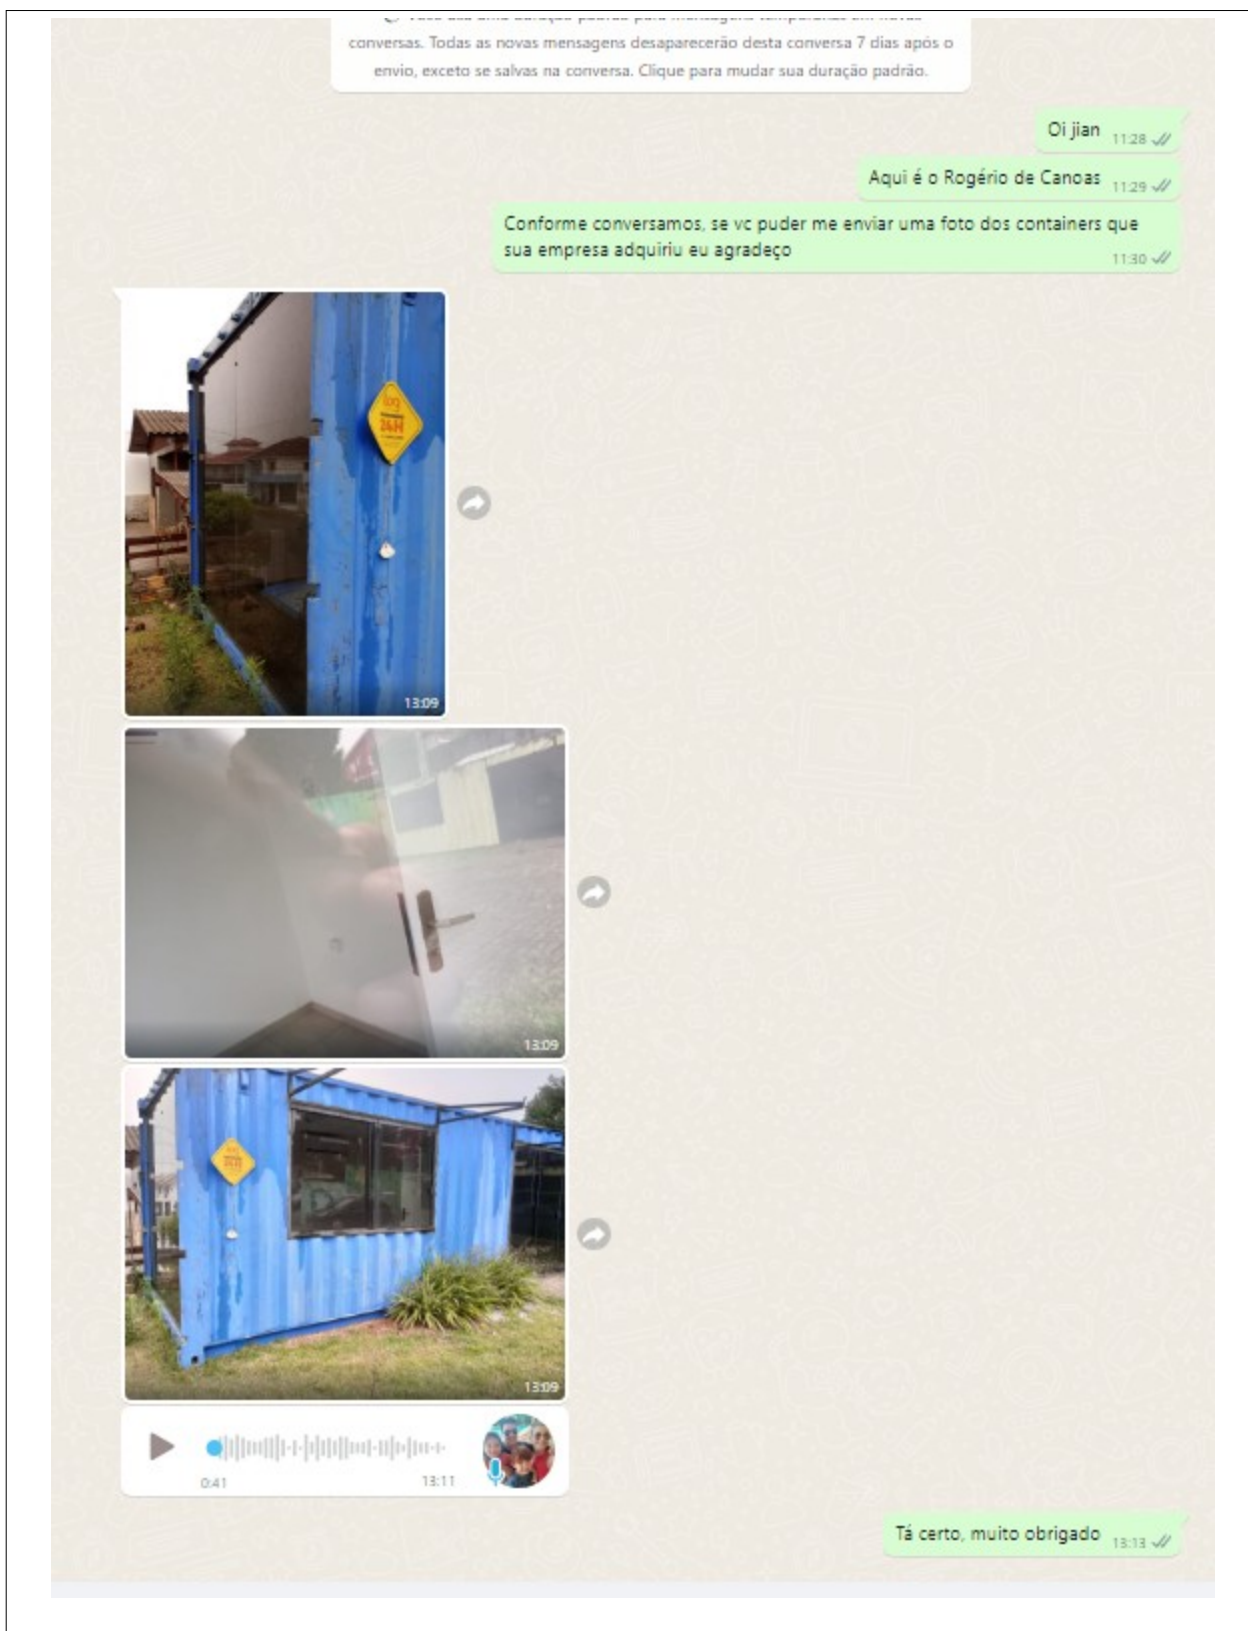 conversas. Todas as novas mensagens desaparecerão desta conversa 7 dias após o
envio, exceto se salvas na conversa. Clique para mudar sua duração padrão.
Oi jian 11:28
Aqui é o Rogério de Canoas 11:29
Conforme conversamos, se vc puder me enviar uma foto dos containers que
sua empresa adquiriu eu agradeço
11:30
24H
13:09
13:09
24H
13:09
0:41 13:11
Tá certo, muito obrigado 13:13